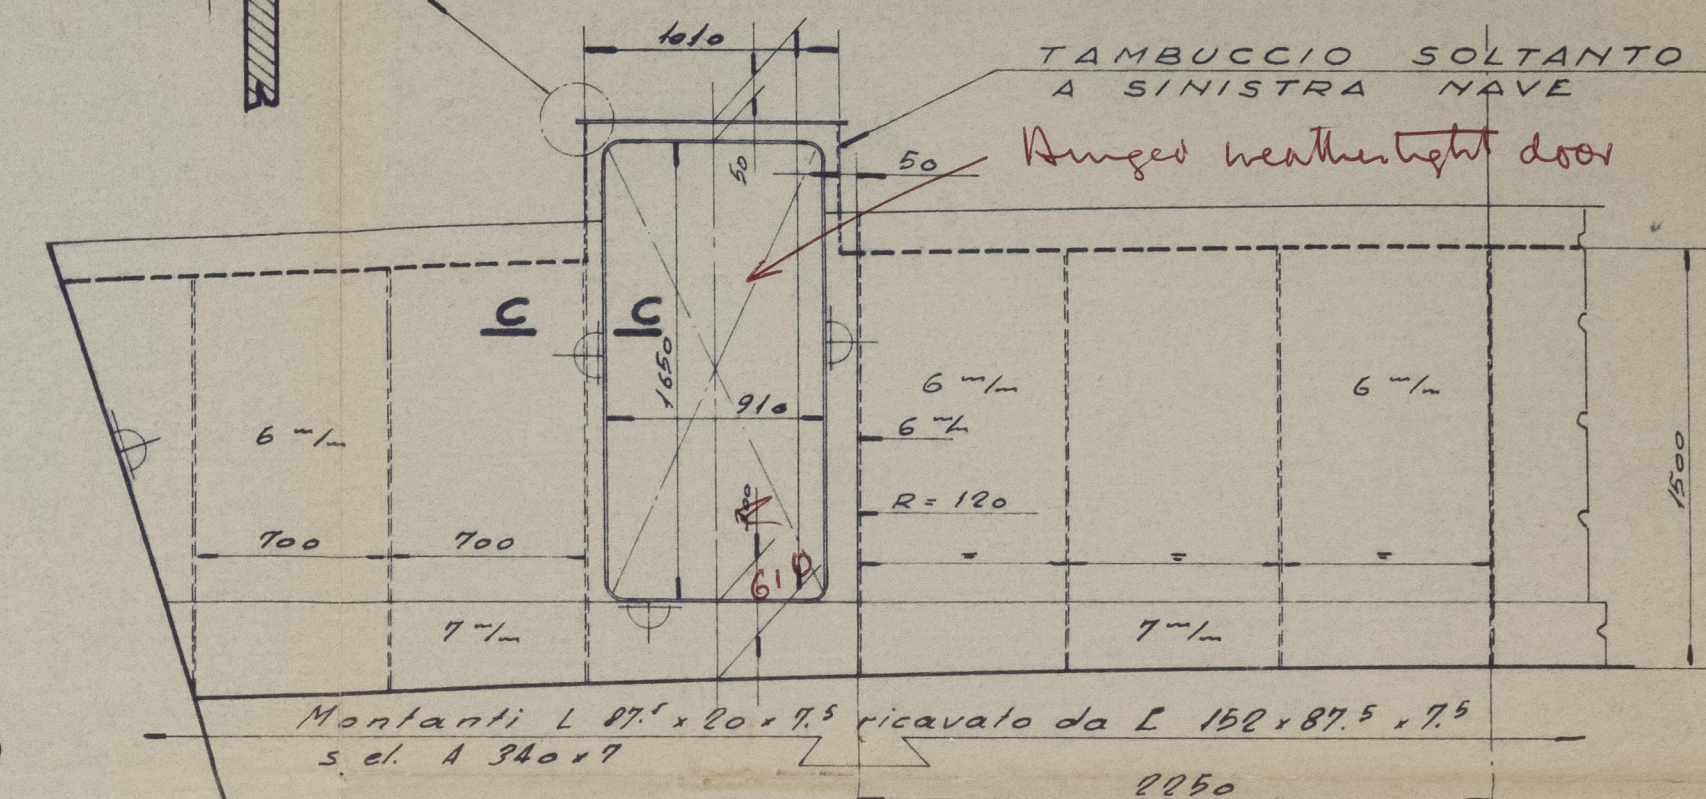 1010
TAMBUCCIO SOLTANTO
A SINISTRA NAVE
Hinged weathertight door
50
50
C
C
1650
6 m/m
6 m/m
6 m/m
910
6 m/m
1500
R = 120
700
700
=
=
=
610
7 m/m
7 m/m
Montanti L 87.5 x 20 x 7.5 ricavato da [ 152 x 87.5 x 7.5
s. el. A 340 x 7
2250